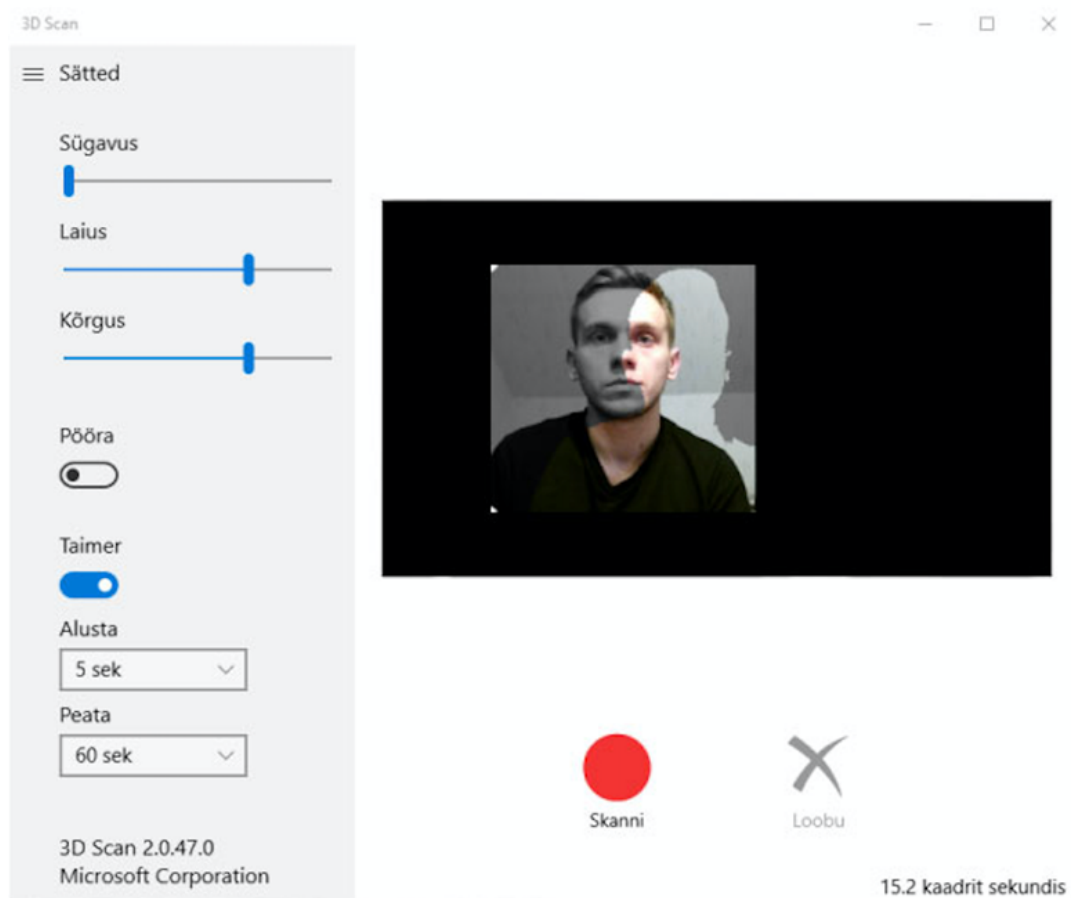 3D Scan
Sätted
Sügavus
Laius
Kõrgus
Pööra
Taimer
Alusta
5 sek
Peata
60 sek
3D Scan 2.0.47.0
Microsoft Corporation
Skanni
Loobu
15.2 kaadrit sekundis